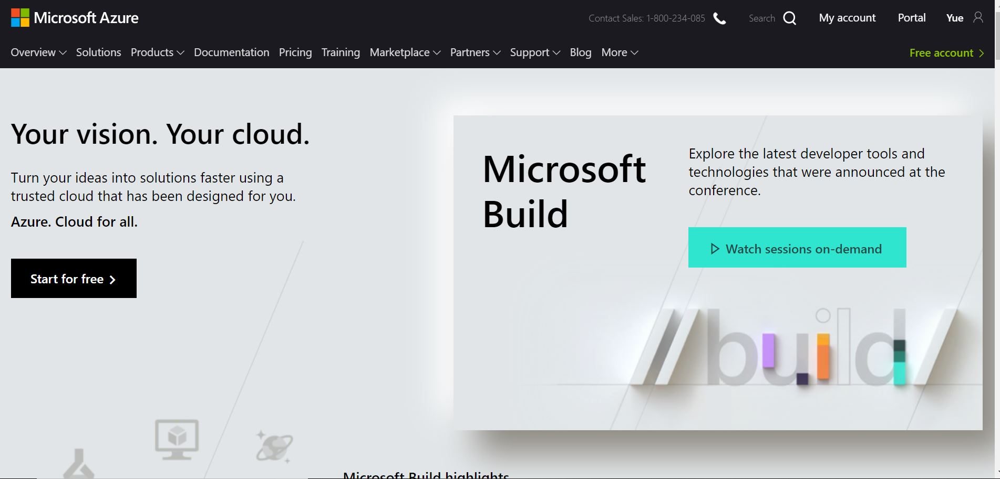 Microsoft Azure
Contact Sales: 1-800-234-085
Search
My account
Portal
Yue
Overview
Solutions
Products
Documentation
Pricing
Training
Marketplace
Partners
Support
Blog
More
Free account
Your vision. Your cloud.
Turn your ideas into solutions faster using a
trusted cloud that has been designed for you.
Azure. Cloud for all.
Start for free
Microsoft
Build
Explore the latest developer tools and
technologies that were announced at the
conference.
Watch sessions on-demand
//build/
Microsoft Build highlights